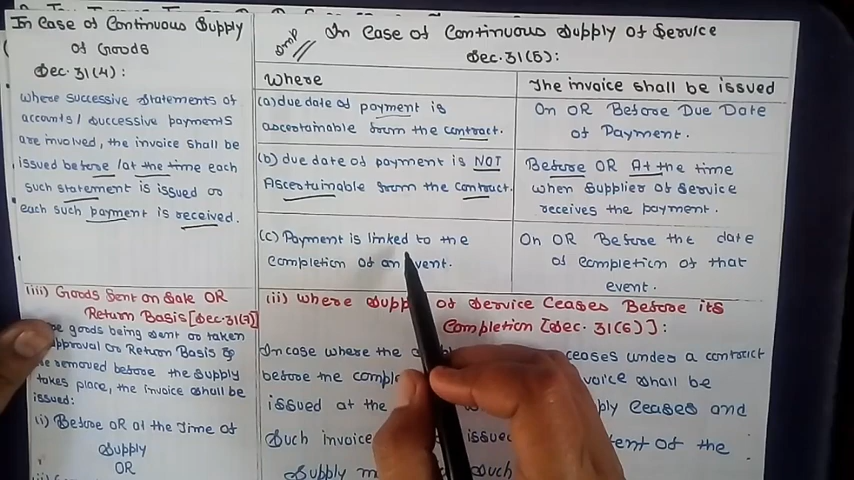 In Case of Continuous Supply
of Goods
Sec. 31(4):
where successive statements of
accounts / successive payments
are involved, the invoice shall be
issued before / at the time each
such statement is issued or
each such payment is received.
(iii) Goods Sent on Sale OR
Return Basis [Sec. 31(7)]
goods being sent or taken
approval or Return Basis
removed before the supply
takes place, the invoice shall be
issued:
(i) Before OR at the Time of
Supply
OR
Imp
In Case of Continuous Supply of Service
Sec. 31(5):
Where
The invoice shall be issued
(a) due date of payment is
ascertainable from the contract.
On OR Before Due Date
of Payment.
(b) due date of payment is NOT
Ascertainable from the contract.
Before OR At the time
when supplier of service
receives the payment.
(c) Payment is linked to the
completion of an event.
On OR Before the date
of completion of that
event.
(ii) where of Service Ceases Before its
Completion [Sec. 31(6)]:
In case where the ceases under a contract
before the shall be
issued at the ceases and
Such of the
Supply Such